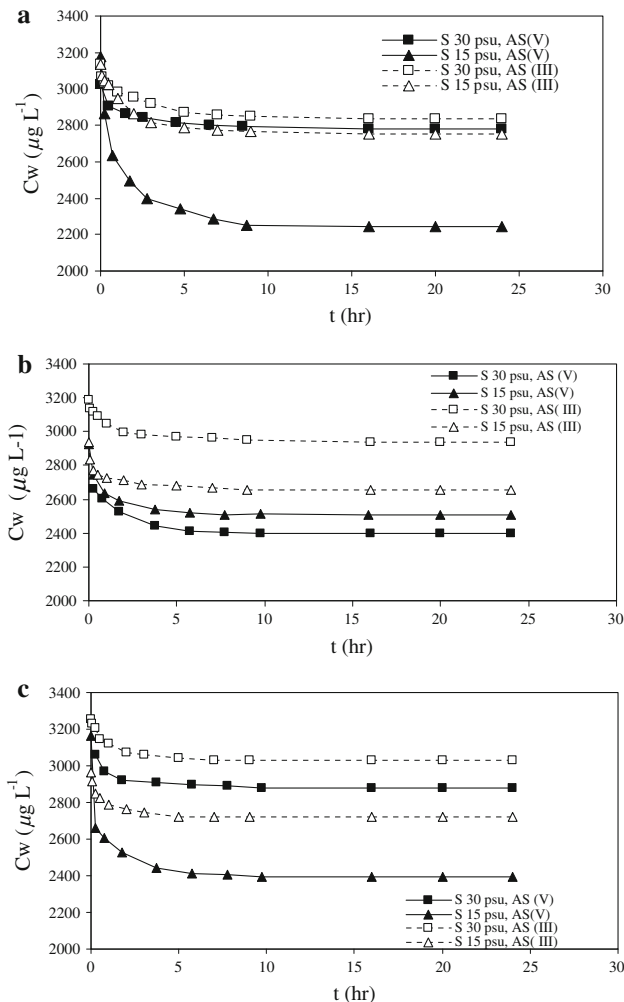 a
3400
3200
3000
2800
2600
2400
2200
2000
Cw (µg L⁻¹)
S 30 psu, AS(V)
S 15 psu, AS(V)
S 30 psu, AS (III)
S 15 psu, AS (III)
0 5 10 15 20 25 30
t (hr)
b
3400
3200
3000
2800
2600
2400
2200
2000
Cw (µg L-1)
S 30 psu, AS (V)
S 15 psu, AS(V)
S 30 psu, AS( III)
S 15 psu, AS (III)
0 5 10 15 20 25 30
t (hr)
c
3400
3200
3000
2800
2600
2400
2200
2000
Cw (µg L⁻¹)
S 30 psu, AS (V)
S 15 psu, AS(V)
S 30 psu, AS (III)
S 15 psu, AS( III)
0 5 10 15 20 25 30
t (hr)